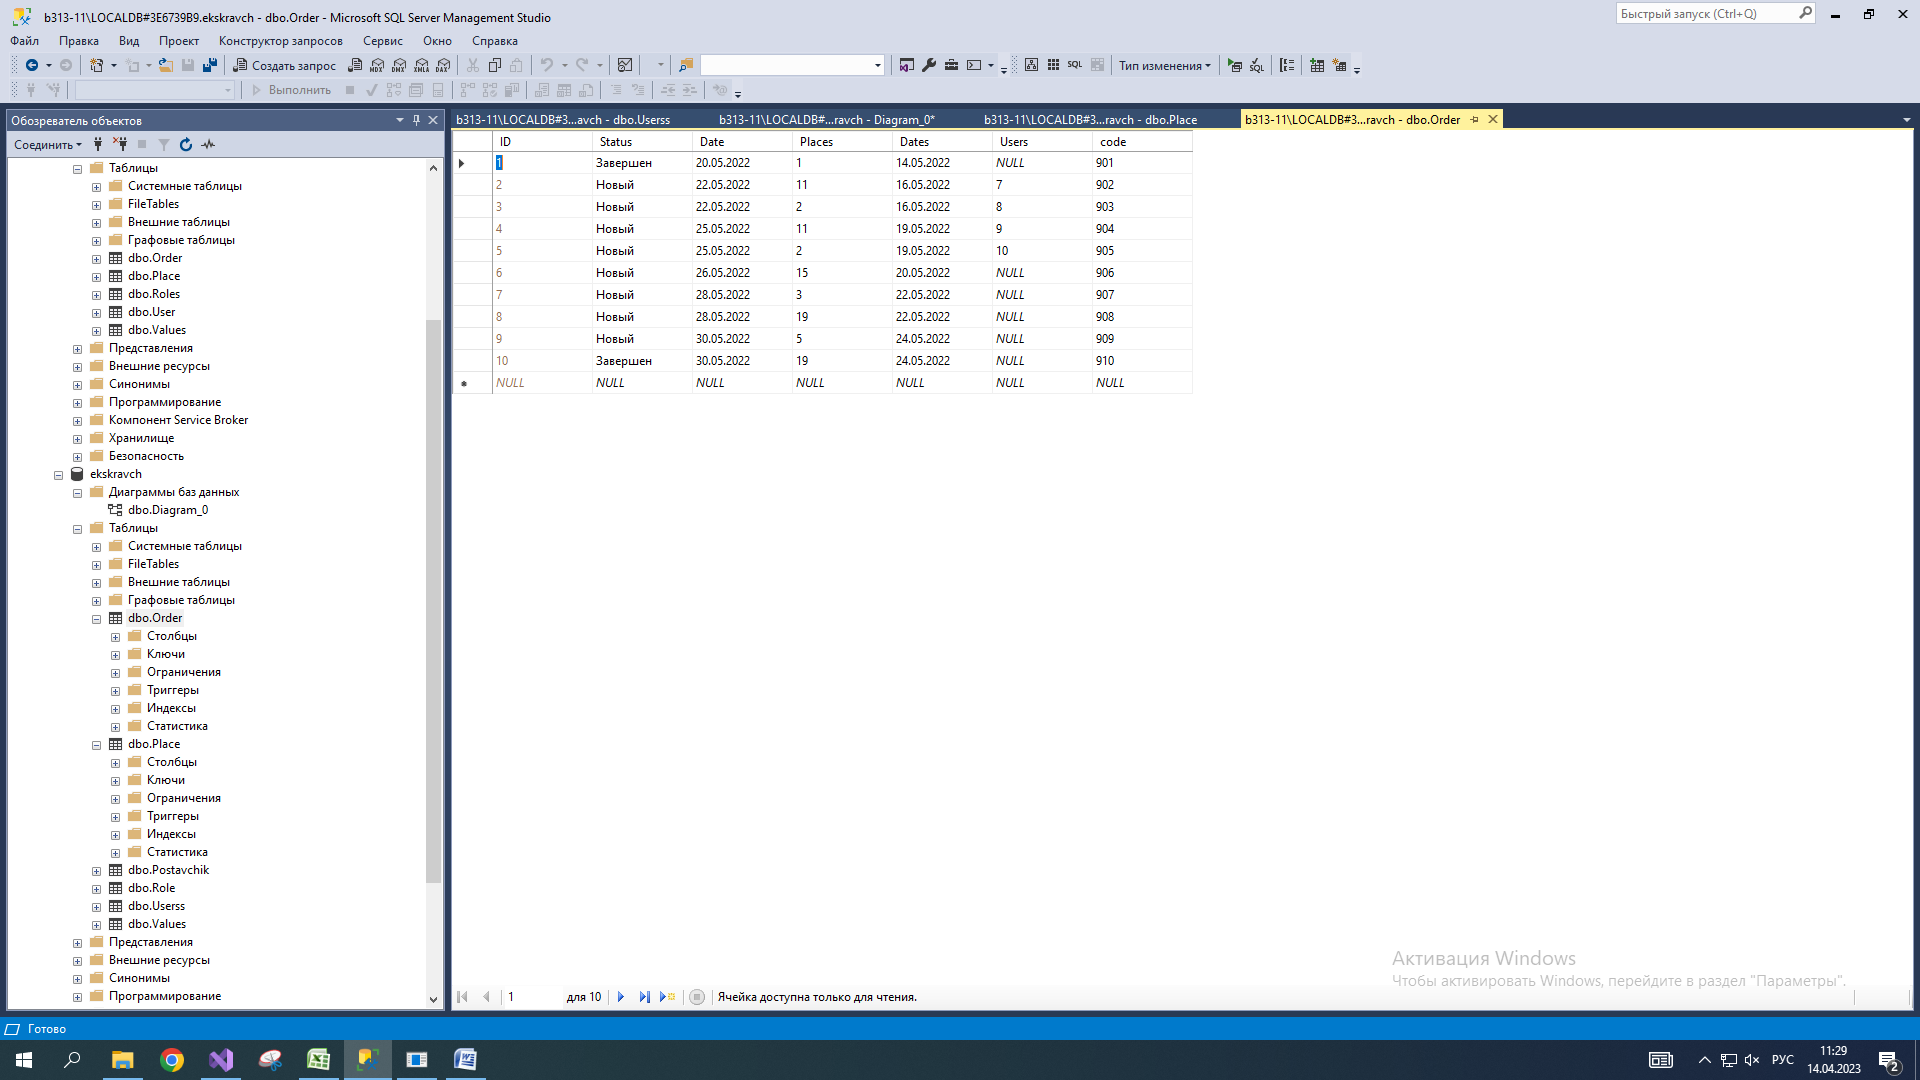 b313-11\LOCALDB#3E6739B9.ekskravch - dbo.Order - Microsoft SQL Server Management Studio
Быстрый запуск (Ctrl+Q)
Файл Правка Вид Проект Конструктор запросов Сервис Окно Справка
Создать запрос MDX DMX XMLA DAX SQL Тип изменения SQL
Выполнить
Обозреватель объектов
Соединить
Таблицы
Системные таблицы
FileTables
Внешние таблицы
Графовые таблицы
dbo.Order
dbo.Place
dbo.Roles
dbo.User
dbo.Values
Представления
Внешние ресурсы
Синонимы
Программирование
Компонент Service Broker
Хранилище
Безопасность
ekskravch
Диаграммы баз данных
dbo.Diagram_0
Таблицы
Системные таблицы
FileTables
Внешние таблицы
Графовые таблицы
dbo.Order
Столбцы
Ключи
Ограничения
Триггеры
Индексы
Статистика
dbo.Place
Столбцы
Ключи
Ограничения
Триггеры
Индексы
Статистика
dbo.Postavchik
dbo.Role
dbo.Userss
dbo.Values
Представления
Внешние ресурсы
Синонимы
Программирование
b313-11\LOCALDB#3...avch - dbo.Userss b313-11\LOCALDB#...ravch - Diagram_0* b313-11\LOCALDB#3...ravch - dbo.Place b313-11\LOCALDB#3...ravch - dbo.Order
ID Status Date Places Dates Users code
1 Завершен 20.05.2022 1 14.05.2022 NULL 901
2 Новый 22.05.2022 11 16.05.2022 7 902
3 Новый 22.05.2022 2 16.05.2022 8 903
4 Новый 25.05.2022 11 19.05.2022 9 904
5 Новый 25.05.2022 2 19.05.2022 10 905
6 Новый 26.05.2022 15 20.05.2022 NULL 906
7 Новый 28.05.2022 3 22.05.2022 NULL 907
8 Новый 28.05.2022 19 22.05.2022 NULL 908
9 Новый 30.05.2022 5 24.05.2022 NULL 909
10 Завершен 30.05.2022 19 24.05.2022 NULL 910
NULL NULL NULL NULL NULL NULL NULL
Активация Windows
Чтобы активировать Windows, перейдите в раздел "Параметры".
1 для 10 Ячейка доступна только для чтения.
Готово
РУС
11:29
14.04.2023
2